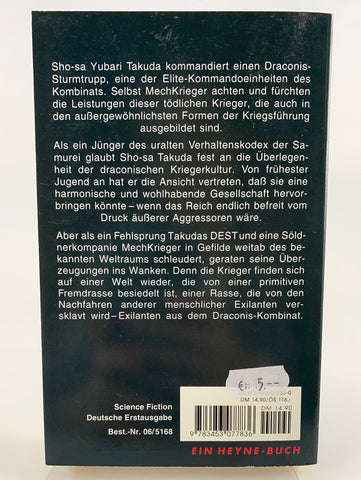 Sho-sa Yubari Takuda kommandiert einen Draconis-
Sturmtrupp, eine der Elite-Kommandoeinheiten des
Kombinats. Selbst MechKrieger achten und fürchten
die Leistungen dieser tödlichen Krieger, die auch in
den außergewöhnlichsten Formen der Kriegsführung
ausgebildet sind.
Als ein Jünger des uralten Verhaltenskodex der Sa-
murei glaubt Sho-sa Takuda fest an die Überlegen-
heit der draconischen Kriegerkultur. Von frühester
Jugend an hat er die Ansicht vertreten, daß sie eine
harmonische und wohlhabende Gesellschaft hervor-
bringen könnte – wenn das Reich endlich befreit vom
Druck äußerer Aggressoren wäre.
Aber als ein Fehlsprung Takudas DEST und eine Söld-
nerkompanie MechKrieger in Gefilde weitab des be-
kannten Weltraums schleudert, geraten seine Über-
zeugungen ins Wanken. Denn die Krieger finden sich
auf einer Welt wieder, die von einer primitiven
Fremdrasse besiedelt ist, einer Rasse, die von den
Nachfahren anderer menschlicher Exilanten ver-
sklavt wird – Exilanten aus dem Draconis-Kombinat.
5.--
DM 14,90/ÖS 116,-
DM 14.90
Science Fiction
Deutsche Erstausgabe
Best.-Nr. 06/5168
9 783453 077836
EIN HEYNE-BUCH